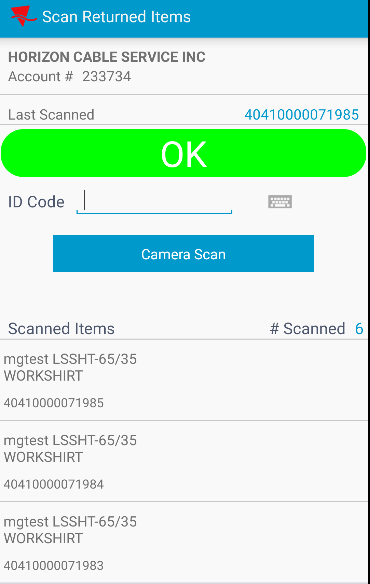 Scan Returned Items
HORIZON CABLE SERVICE INC
Account # 233734
Last Scanned 40410000071985
OK
ID Code
Camera Scan
Scanned Items # Scanned 6
mgtest LSSHT-65/35
WORKSHIRT
40410000071985
mgtest LSSHT-65/35
WORKSHIRT
40410000071984
mgtest LSSHT-65/35
WORKSHIRT
40410000071983